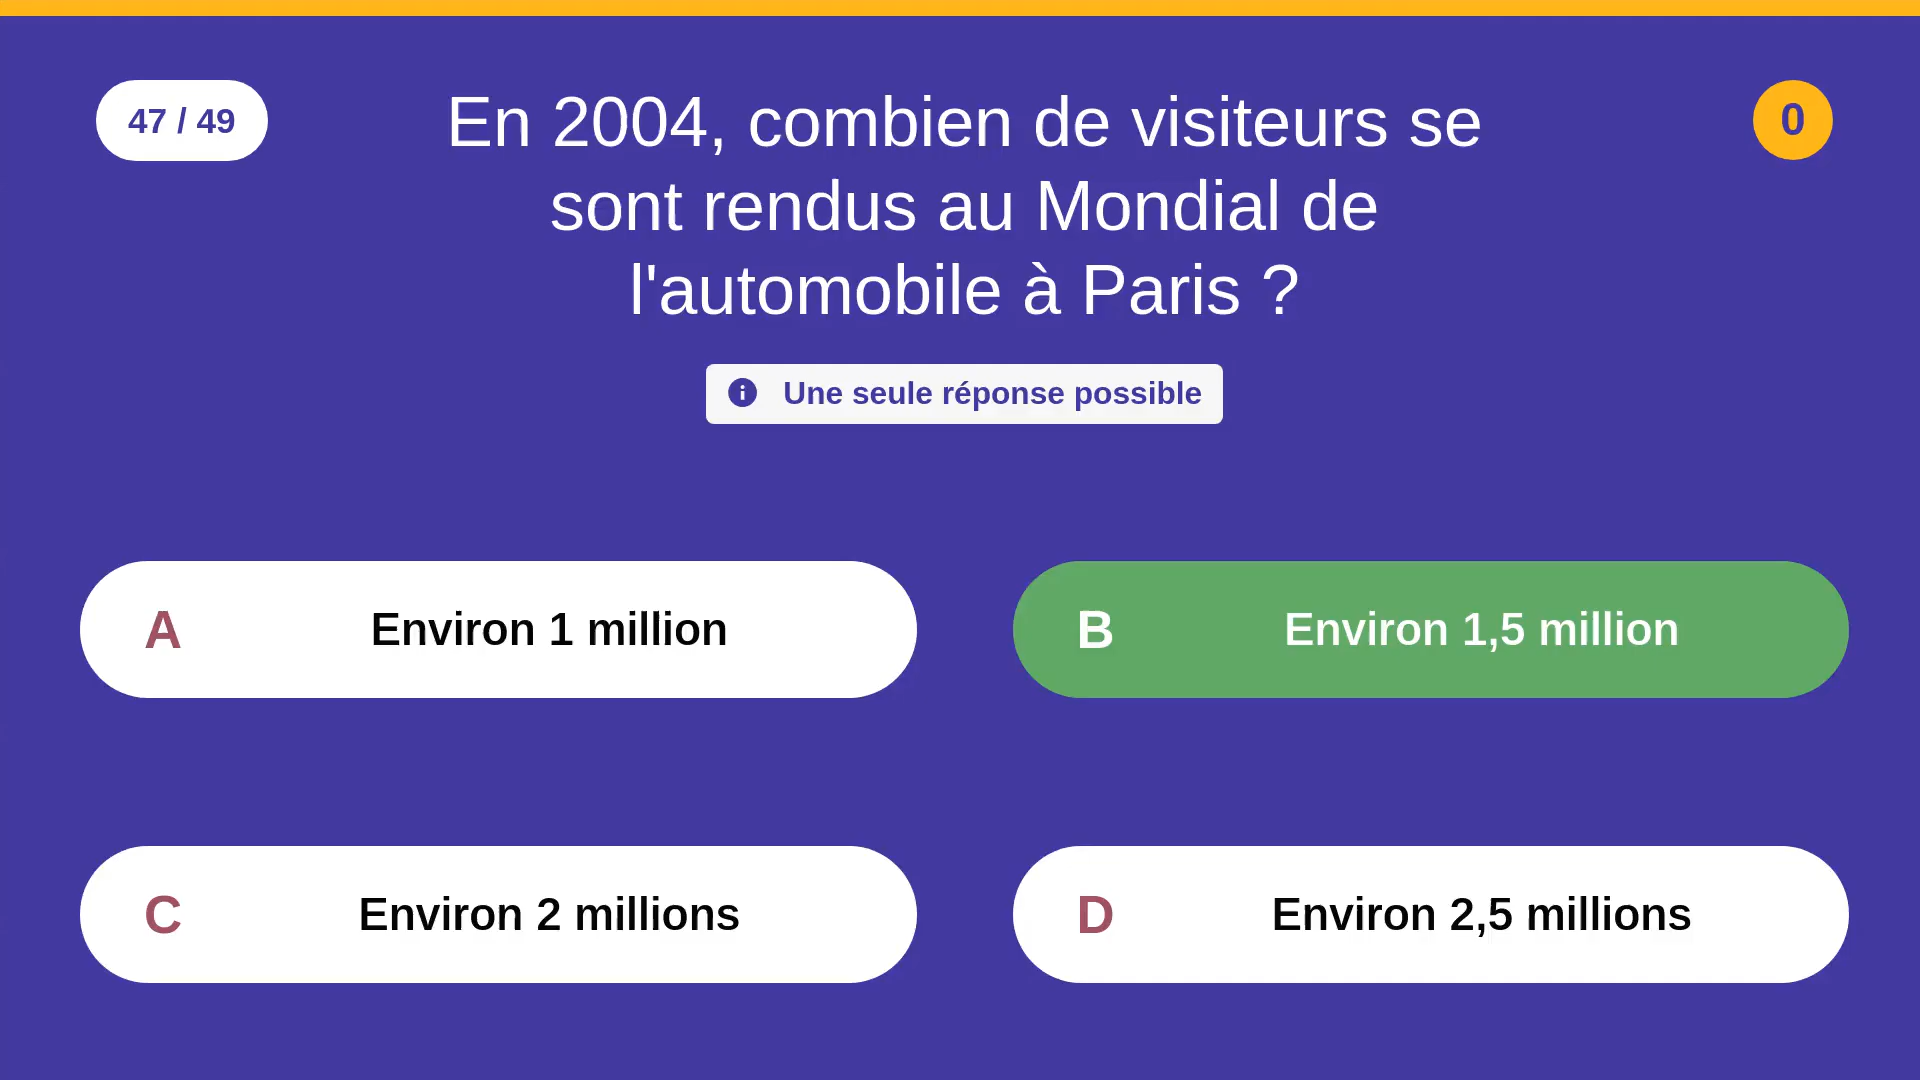 47 / 49
En 2004, combien de visiteurs se
sont rendus au Mondial de
l'automobile à Paris ?
0
Une seule réponse possible
A Environ 1 million
B Environ 1,5 million
C Environ 2 millions
D Environ 2,5 millions